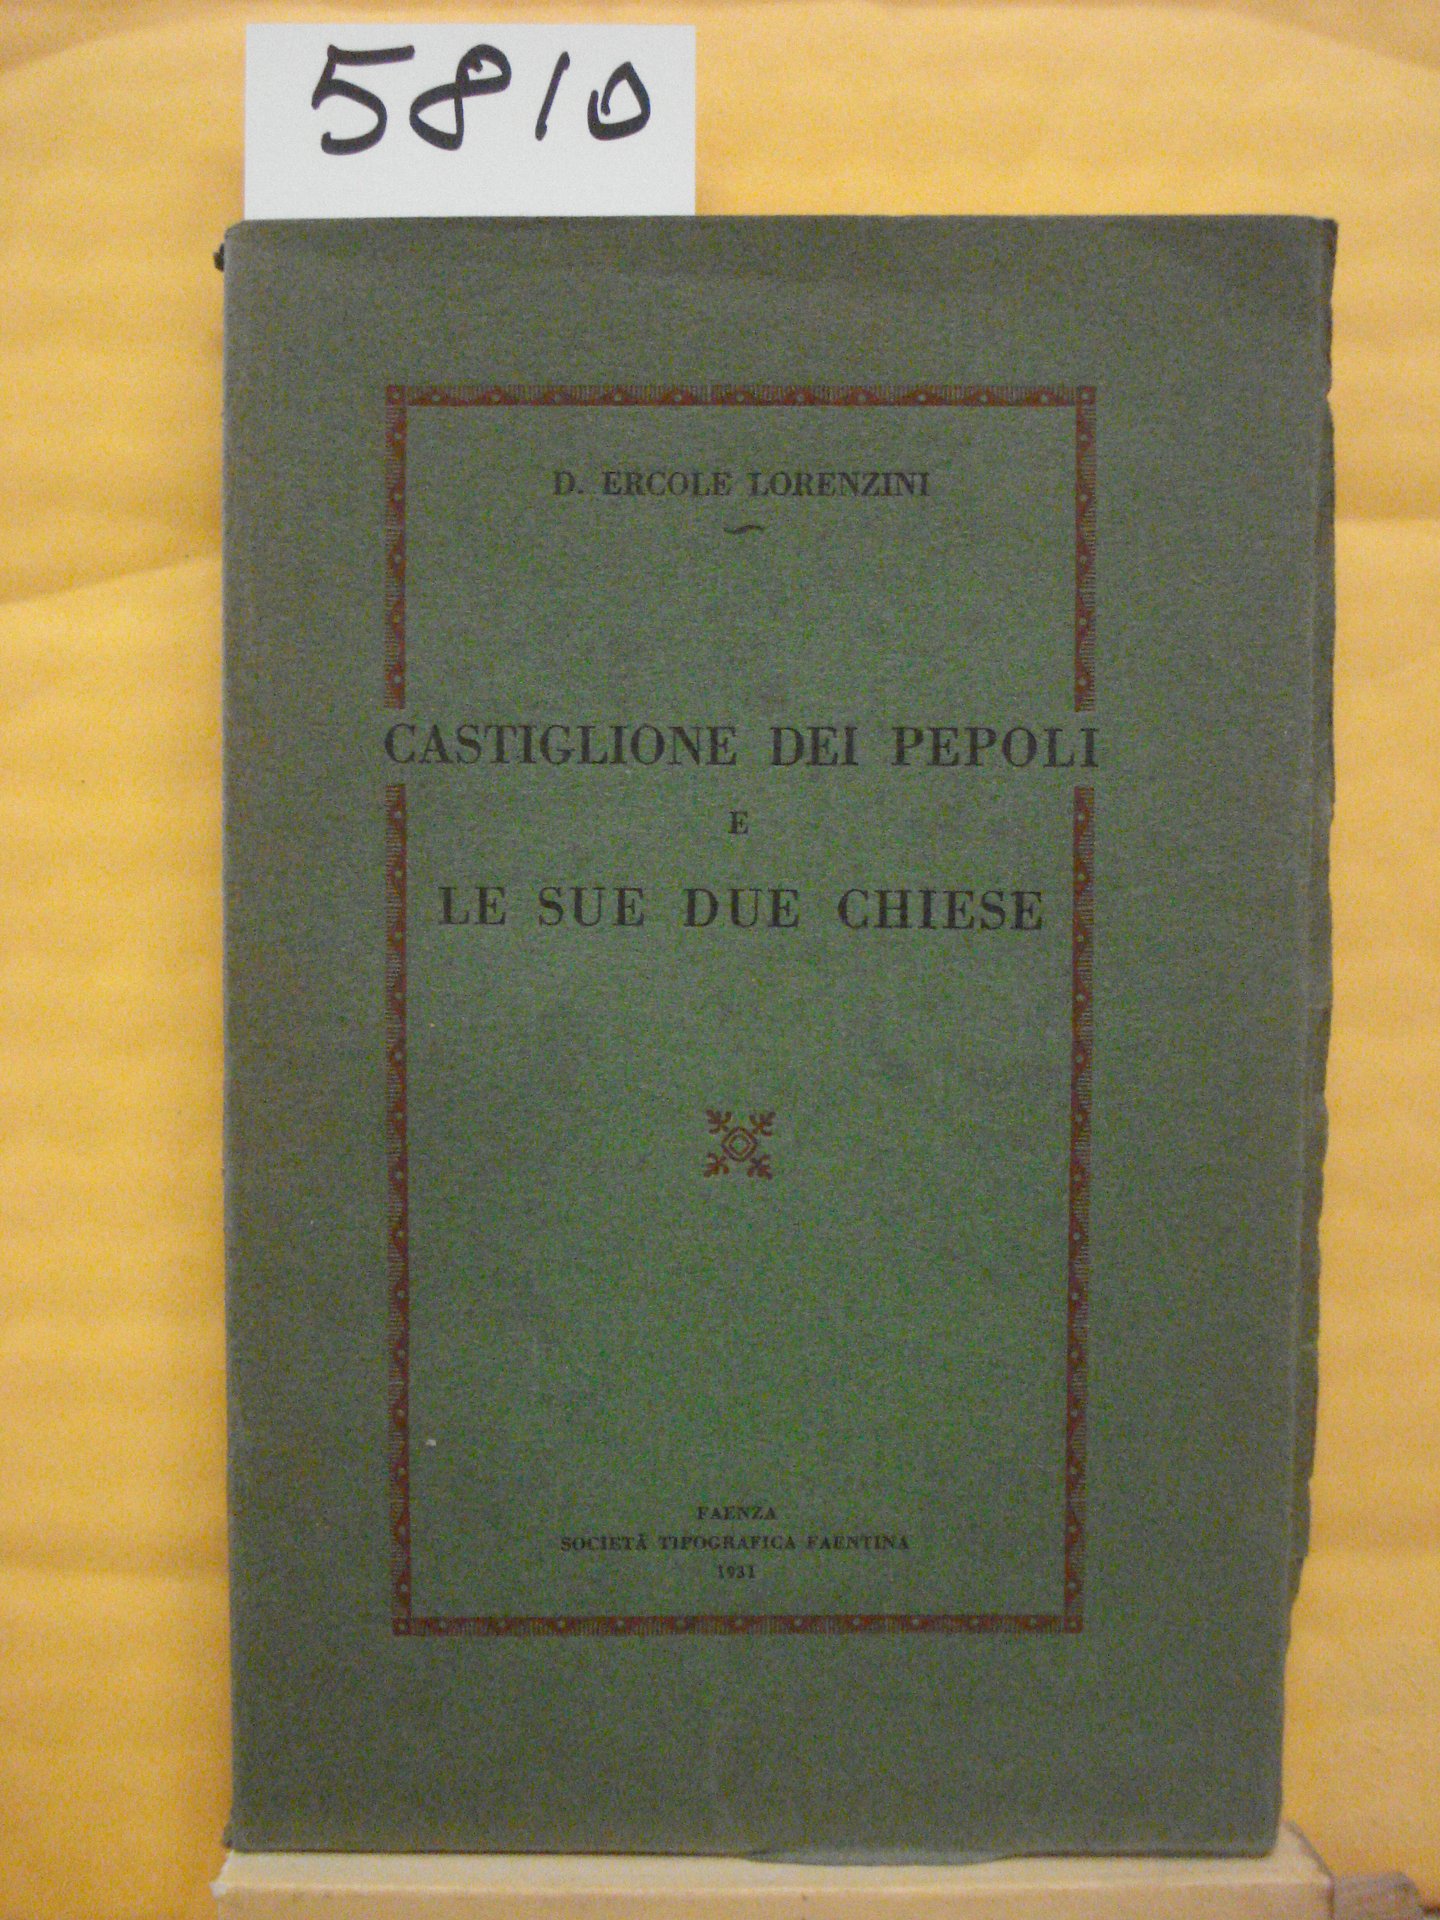 5810
D. ERCOLE LORENZINI
CASTIGLIONE DEI PEPOLI
E
LE SUE DUE CHIESE
FAENZA
SOCIETÀ TIPOGRAFICA FAENTINA
1931